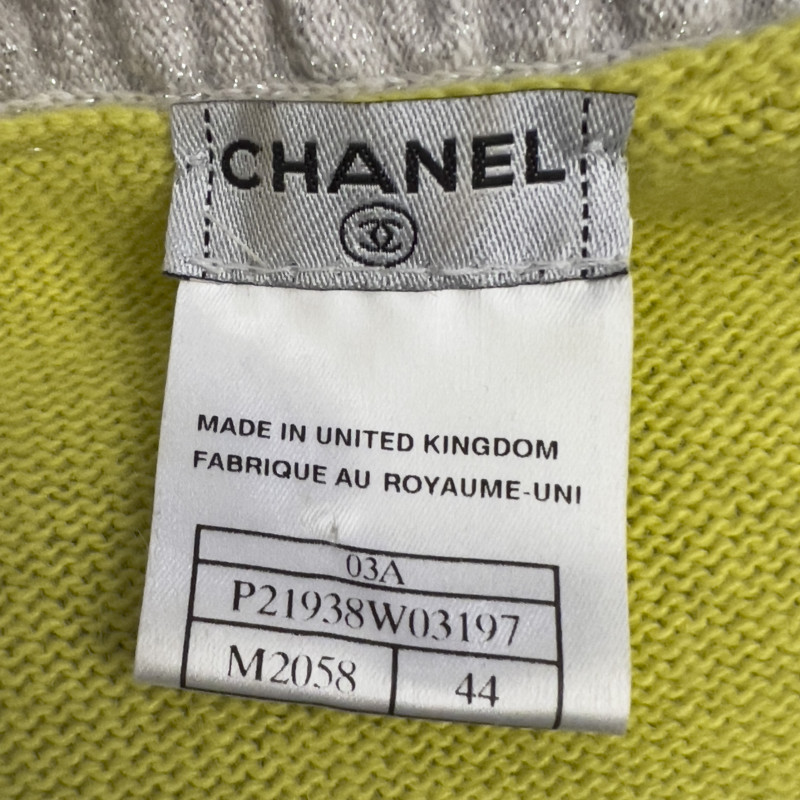 CHANEL
MADE IN UNITED KINGDOM
FABRIQUE AU ROYAUME-UNI
03A
P21938W03197
M2058 44